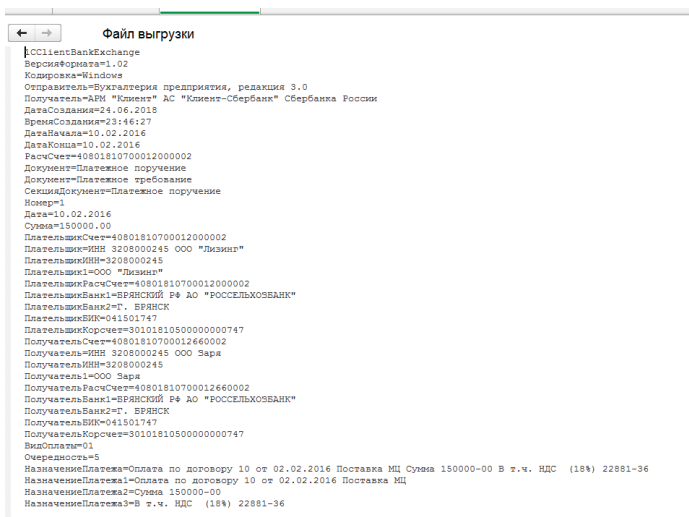 Файл выгрузки
1CClientBankExchange
ВерсияФормата=1.02
Кодировка=Windows
Отправитель=Бухгалтерия предприятия, редакция 3.0
Получатель=АРМ "Клиент" АС "Клиент-Сбербанк" Сбербанка России
ДатаСоздания=24.06.2018
ВремяСоздания=23:46:27
ДатаНачала=10.02.2016
ДатаКонца=10.02.2016
РасчСчет=40801810700012000002
Документ=Платежное поручение
Документ=Платежное требование
СекцияДокумент=Платежное поручение
Номер=1
Дата=10.02.2016
Сумма=150000.00
ПлательщикСчет=40801810700012000002
Плательщик=ИНН 3208000245 ООО "Лизинг"
ПлательщикИНН=3208000245
Плательщик1=ООО "Лизинг"
ПлательщикРасчСчет=40801810700012000002
ПлательщикБанк1=БРЯНСКИЙ РФ АО "РОССЕЛЬХОЗБАНК"
ПлательщикБанк2=Г. БРЯНСК
ПлательщикБИК=041501747
ПлательщикКорсчет=30101810500000000747
ПолучательСчет=40801810700012660002
Получатель=ИНН 3208000245 ООО Заря
ПолучательИНН=3208000245
Получатель1=ООО Заря
ПолучательРасчСчет=40801810700012660002
ПолучательБанк1=БРЯНСКИЙ РФ АО "РОССЕЛЬХОЗБАНК"
ПолучательБанк2=Г. БРЯНСК
ПолучательБИК=041501747
ПолучательКорсчет=30101810500000000747
ВидОплаты=01
Очередность=5
НазначениеПлатежа=Оплата по договору 10 от 02.02.2016 Поставка МЦ Сумма 150000-00 В т.ч. НДС  (18%) 22881-36
НазначениеПлатежа1=Оплата по договору 10 от 02.02.2016 Поставка МЦ
НазначениеПлатежа2=Сумма 150000-00
НазначениеПлатежа3=В т.ч. НДС  (18%) 22881-36